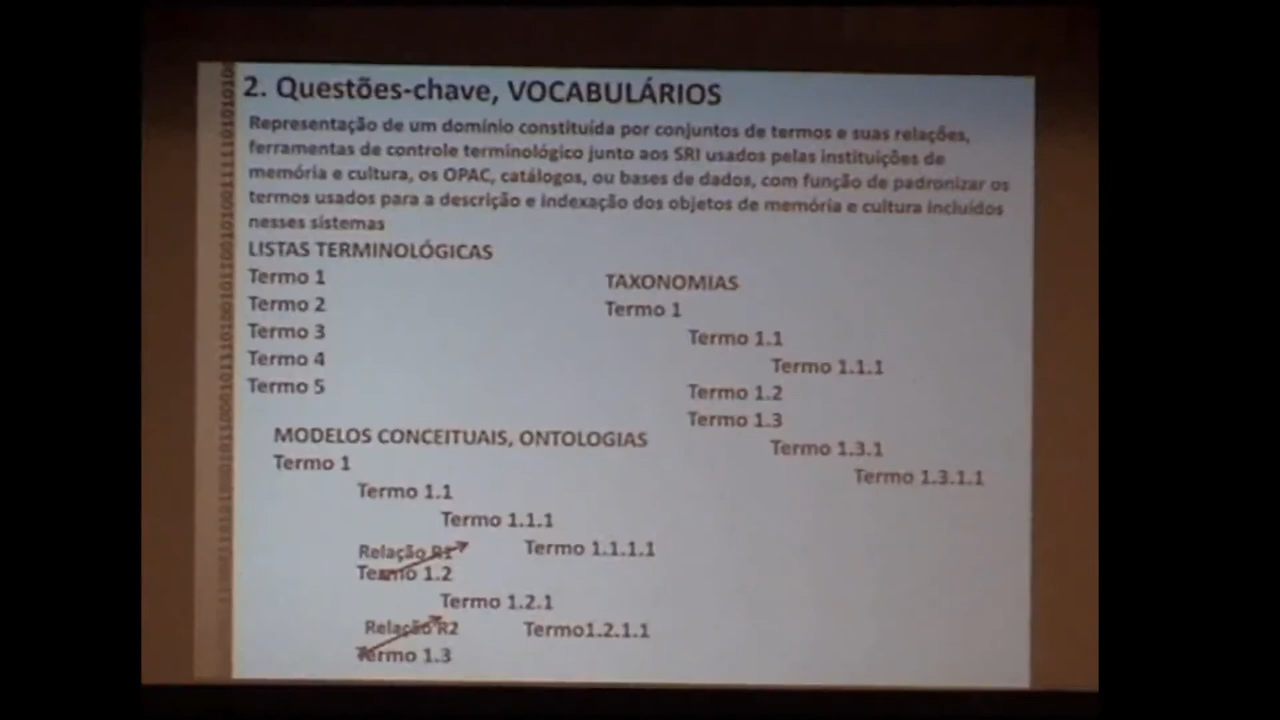 2. Questões-chave, VOCABULÁRIOS
Representação de um domínio constituída por conjuntos de termos e suas relações,
ferramentas de controle terminológico junto aos SRI usados pelas instituições de
memória e cultura, os OPAC, catálogos, ou bases de dados, com função de padronizar os
termos usados para a descrição e indexação dos objetos de memória e cultura incluídos
nesses sistemas
LISTAS TERMINOLÓGICAS
Termo 1
Termo 2
Termo 3
Termo 4
Termo 5
TAXONOMIAS
Termo 1
Termo 1.1
Termo 1.1.1
Termo 1.2
Termo 1.3
Termo 1.3.1
Termo 1.3.1.1
MODELOS CONCEITUAIS, ONTOLOGIAS
Termo 1
Termo 1.1
Termo 1.1.1
Relação R1
Termo 1.1.1.1
Termo 1.2
Termo 1.2.1
Relação R2
Termo1.2.1.1
Termo 1.3